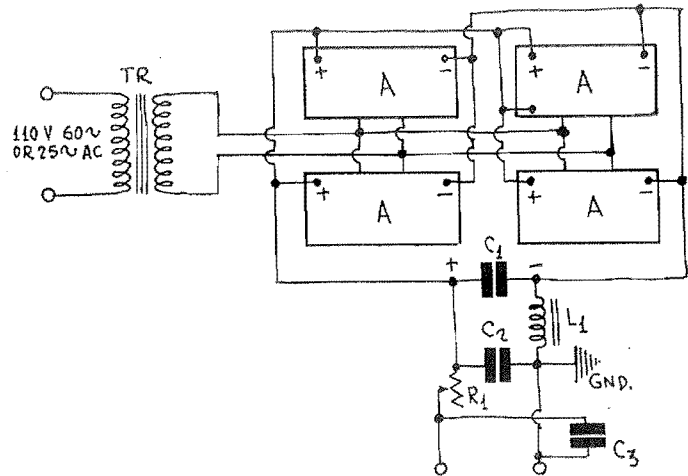 TR
110 V 60~
OR 25~ AC
+ - A
+ - A
+ - A
+ - A
+ C1 -
L1
C2
GND.
R1
C3